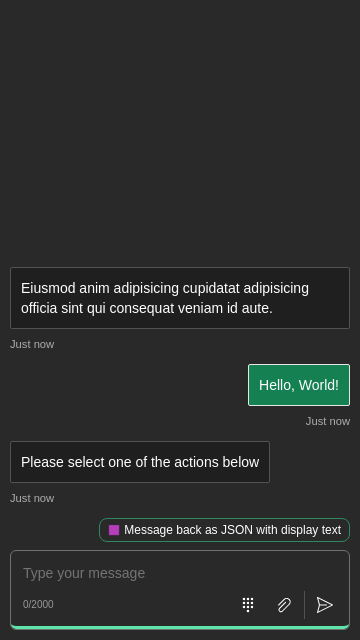 Eiusmod anim adipisicing cupidatat adipisicing
officia sint qui consequat veniam id aute.
Just now
Hello, World!
Just now
Please select one of the actions below
Just now
Message back as JSON with display text
Type your message
0/2000